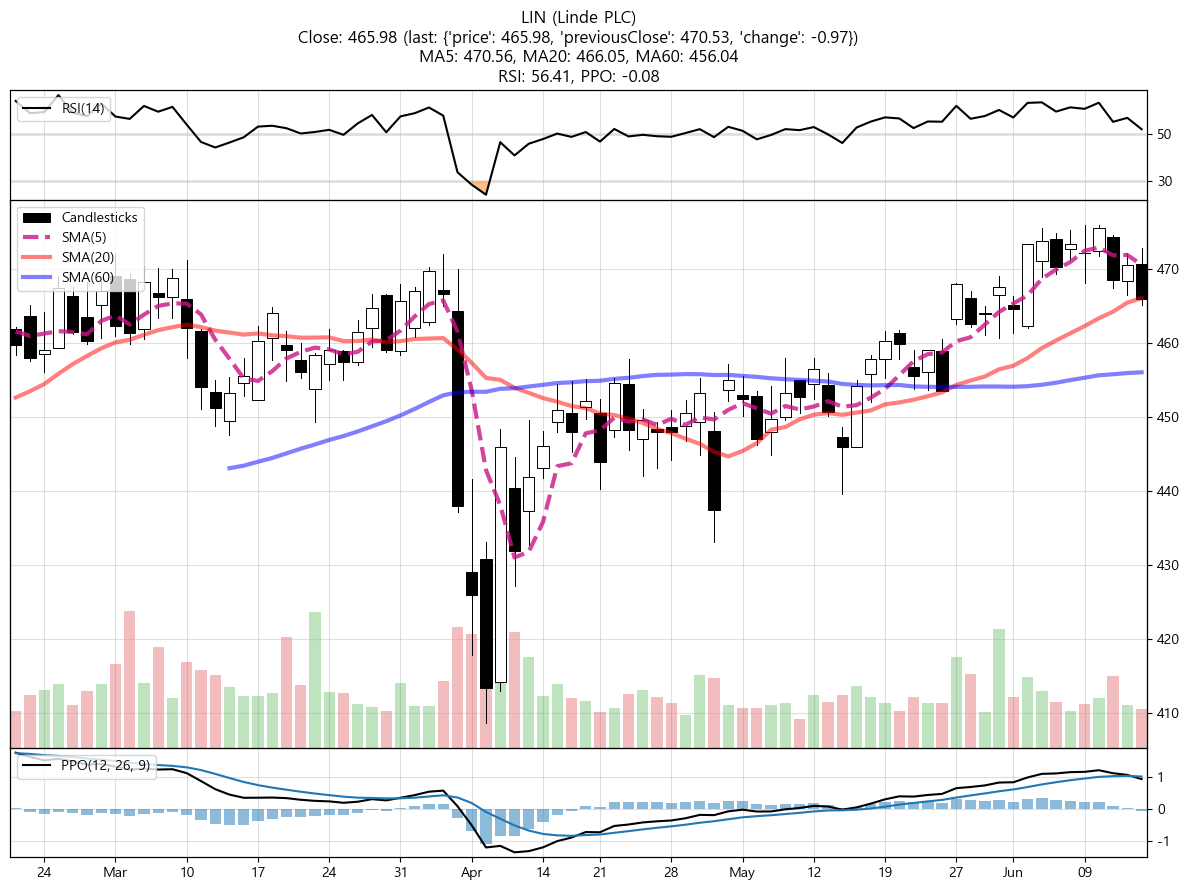 LIN (Linde PLC)
Close: 465.98 (last: {'price': 465.98, 'previousClose': 470.53, 'change': -0.97})
MA5: 470.56, MA20: 466.05, MA60: 456.04
RSI: 56.41, PPO: -0.08
RSI(14)
50
30
Candlesticks
SMA(5)
SMA(20)
SMA(60)
470
460
450
440
430
420
410
PPO(12, 26, 9)
1
0
-1
24 Mar 10 17 24 31 Apr 14 21 28 May 12 19 27 Jun 09